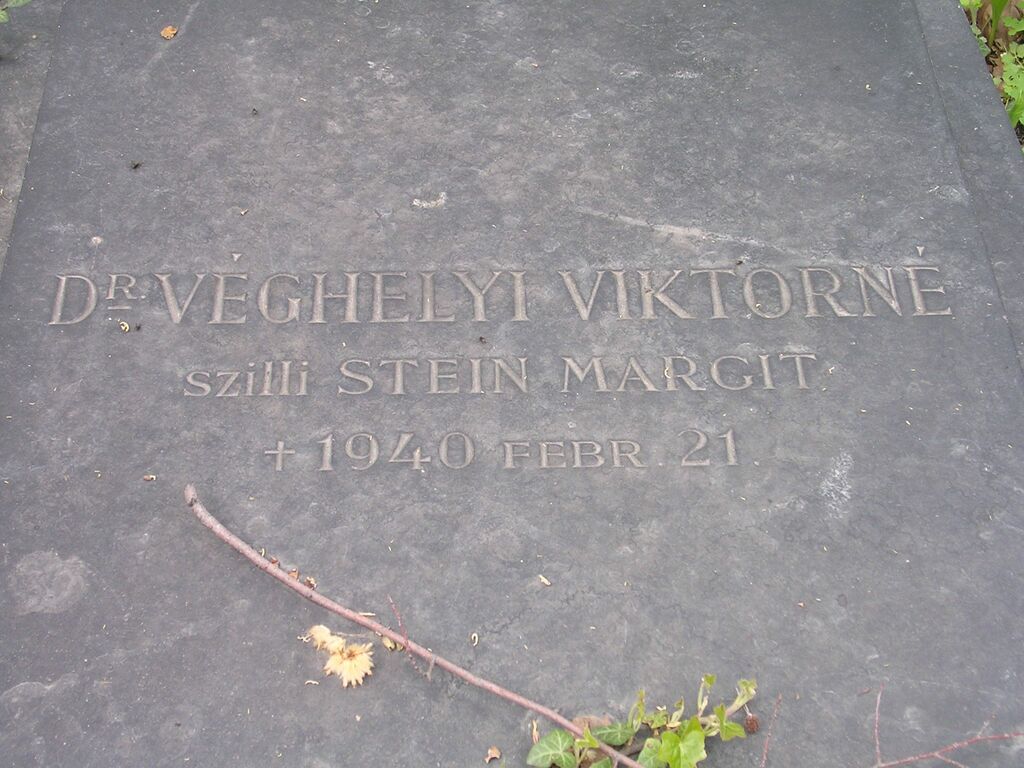 DR. VÉGHELYI VIKTORNÉ
szilli STEIN MARGIT
+ 1940 FEBR. 21.